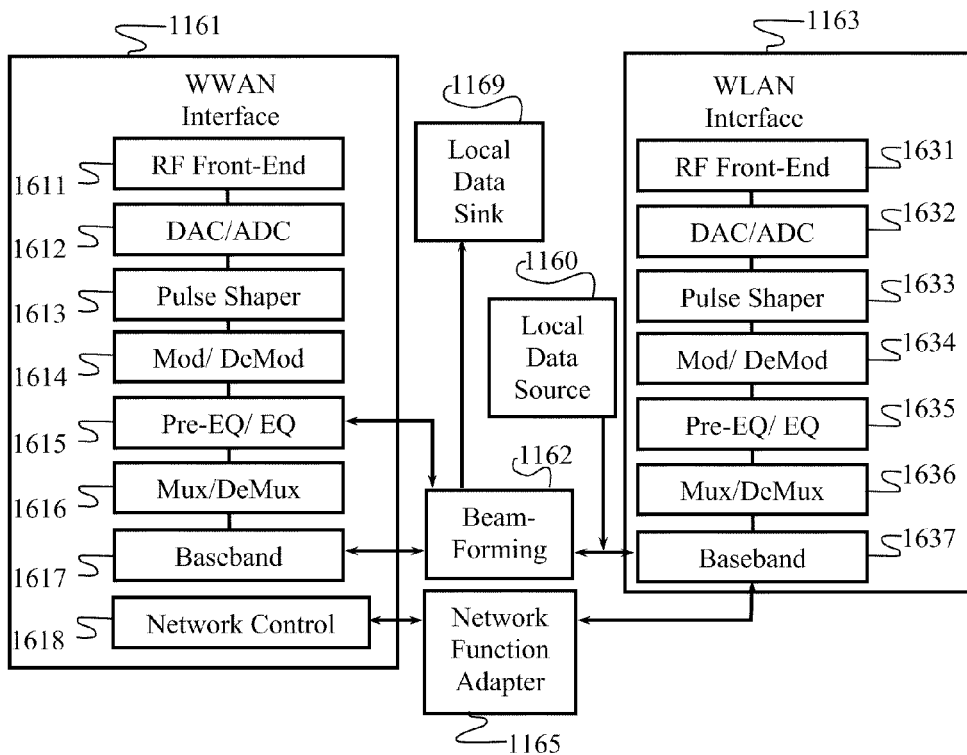 1161
WWAN
Interface
RF Front-End
1611
DAC/ADC
1612
Pulse Shaper
1613
Mod/ DeMod
1614
Pre-EQ/ EQ
1615
Mux/DeMux
1616
Baseband
1617
Network Control
1618
1169
Local
Data
Sink
1160
Local
Data
Source
1162
Beam-
Forming
Network
Function
Adapter
1165
1163
WLAN
Interface
RF Front-End
1631
DAC/ADC
1632
Pulse Shaper
1633
Mod/ DeMod
1634
Pre-EQ/ EQ
1635
Mux/DeMux
1636
Baseband
1637